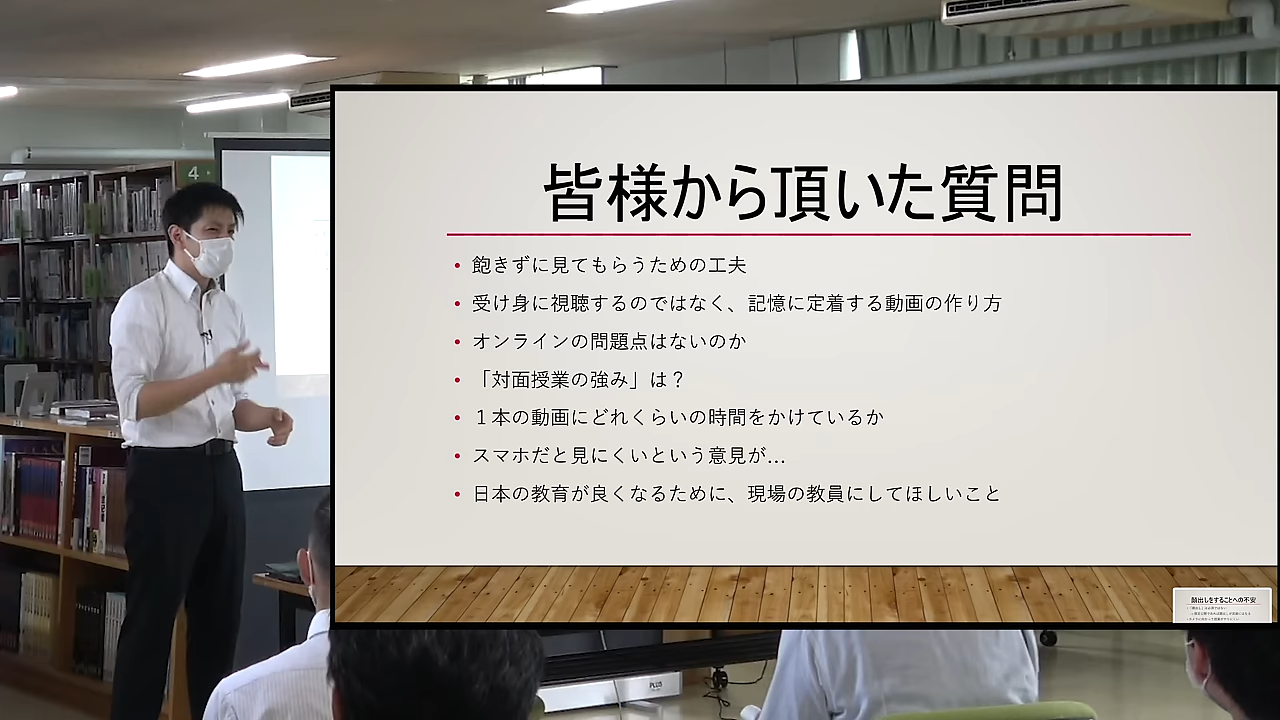 4
皆様から頂いた質問
• 飽きずに見てもらうための工夫
• 受け身に視聴するのではなく、記憶に定着する動画の作り方
• オンラインの問題点はないのか
• 「対面授業の強み」は？
• １本の動画にどれくらいの時間をかけているか
• スマホだと見にくいという意見が…
• 日本の教育が良くなるために、現場の教員にしてほしいこと
顔出しをすることへの不安
PLUS